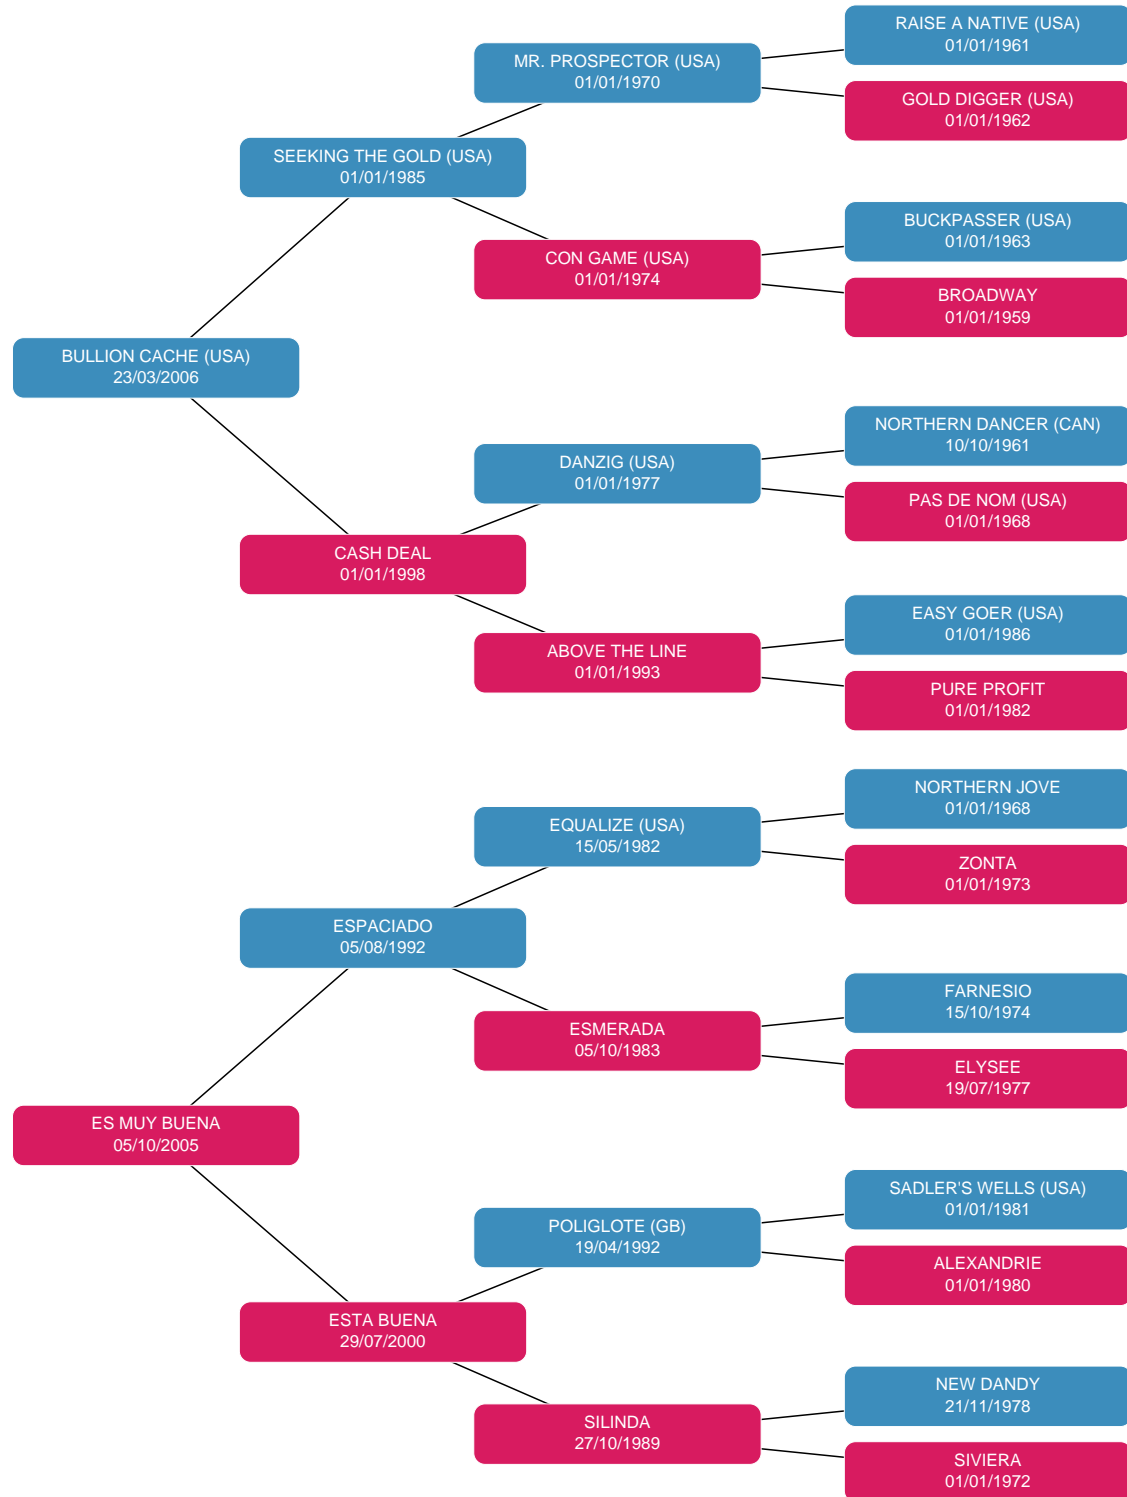 RAISE A NATIVE (USA)
01/01/1961
MR. PROSPECTOR (USA)
01/01/1970
GOLD DIGGER (USA)
01/01/1962
SEEKING THE GOLD (USA)
01/01/1985
BUCKPASSER (USA)
01/01/1963
CON GAME (USA)
01/01/1974
BROADWAY
01/01/1959
BULLION CACHE (USA)
23/03/2006
NORTHERN DANCER (CAN)
10/10/1961
DANZIG (USA)
01/01/1977
PAS DE NOM (USA)
01/01/1968
CASH DEAL
01/01/1998
EASY GOER (USA)
01/01/1986
ABOVE THE LINE
01/01/1993
PURE PROFIT
01/01/1982
NORTHERN JOVE
01/01/1968
EQUALIZE (USA)
15/05/1982
ZONTA
01/01/1973
ESPACIADO
05/08/1992
FARNESIO
15/10/1974
ESMERADA
05/10/1983
ELYSEE
19/07/1977
ES MUY BUENA
05/10/2005
SADLER'S WELLS (USA)
01/01/1981
POLIGLOTE (GB)
19/04/1992
ALEXANDRIE
01/01/1980
ESTA BUENA
29/07/2000
NEW DANDY
21/11/1978
SILINDA
27/10/1989
SIVIERA
01/01/1972